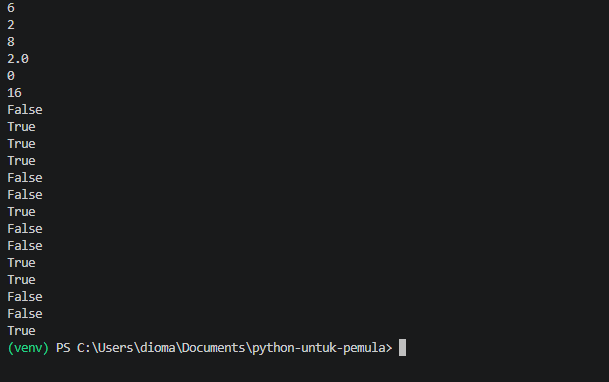 6
2
8
2.0
0
16
False
True
True
True
False
False
True
False
False
True
True
False
False
True
(venv) PS C:\Users\dioma\Documents\python-untuk-pemula>